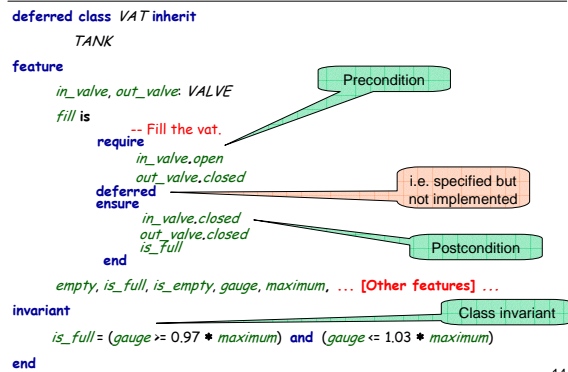 deferred class VAT inherit
TANK
feature
Precondition
in_valve, out_valve: VALVE
fill is
-- Fill the vat.
require
in_valve.open
out_valve.closed
deferred
i.e. specified but
not implemented
ensure
in_valve.closed
out_valve.closed
is_full
Postcondition
end
empty, is_full, is_empty, gauge, maximum, ... [Other features] ...
invariant
Class invariant
is_full = (gauge >= 0.97 * maximum) and (gauge <= 1.03 * maximum)
end